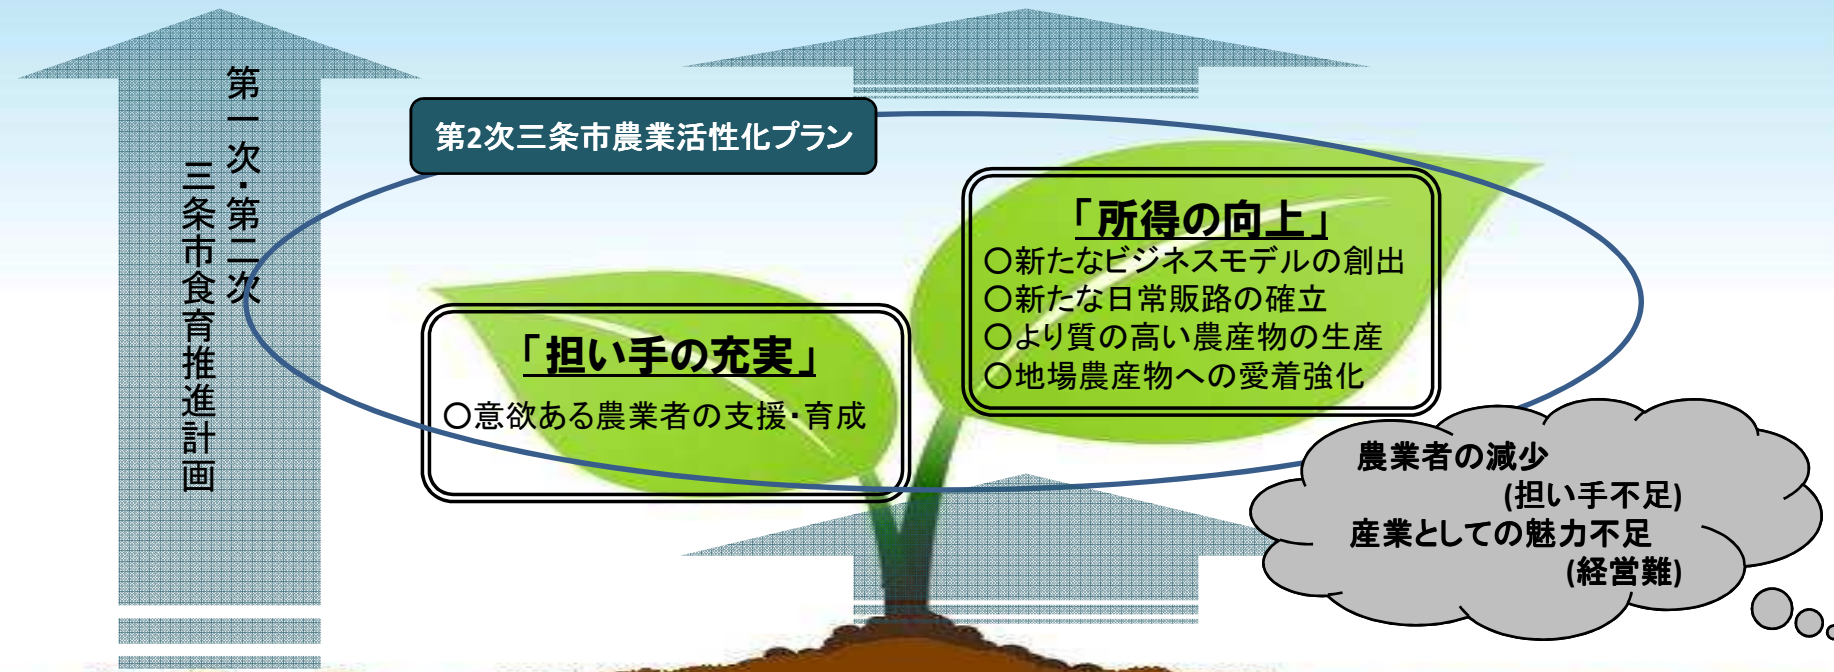 第一次・第二次
三条市食育推進計画
第2次三条市農業活性化プラン
「所得の向上」
○新たなビジネスモデルの創出
○新たな日常販路の確立
○より質の高い農産物の生産
○地場農産物への愛着強化
「担い手の充実」
○意欲ある農業者の支援・育成
農業者の減少
(担い手不足)
産業としての魅力不足
(経営難)